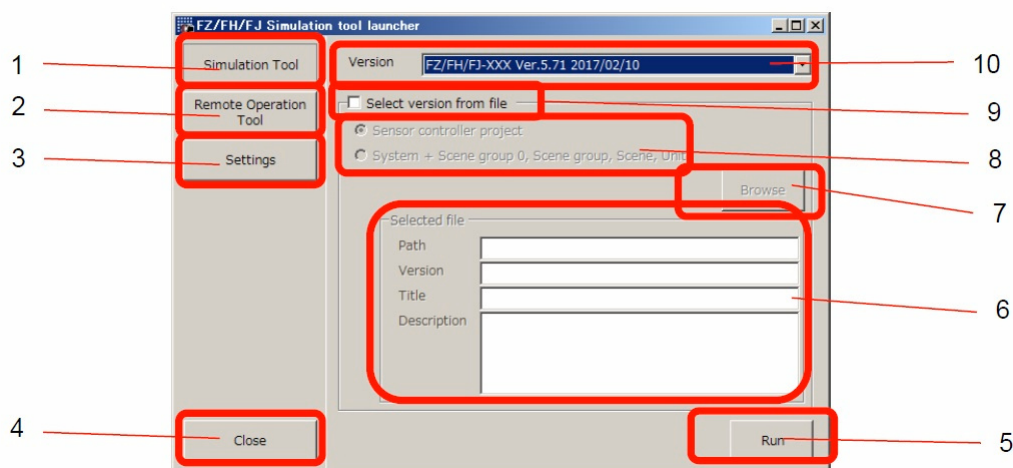 FZ/FH/FJ Simulation tool launcher
1
Simulation Tool
Version
FZ/FH/FJ-XXX Ver.5.71 2017/02/10
10
2
Remote Operation
Tool
Select version from file
9
3
Settings
Sensor controller project
System + Scene group 0, Scene group, Scene, Unit
8
Browse
7
Selected file
Path
Version
Title
6
Description
4
Close
Run
5